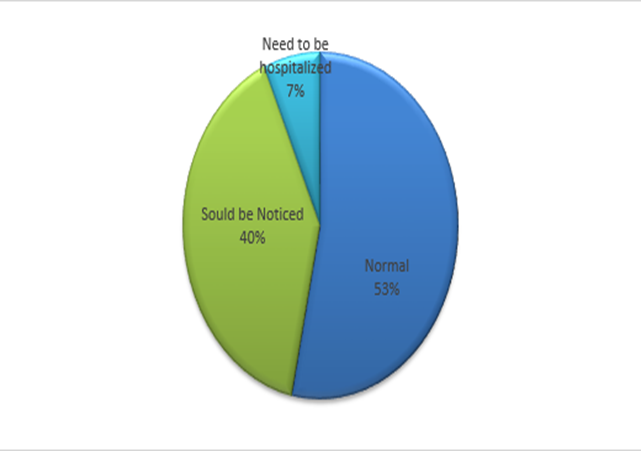 Need to be
hospitalized
7%
Sould be Noticed
40%
Normal
53%